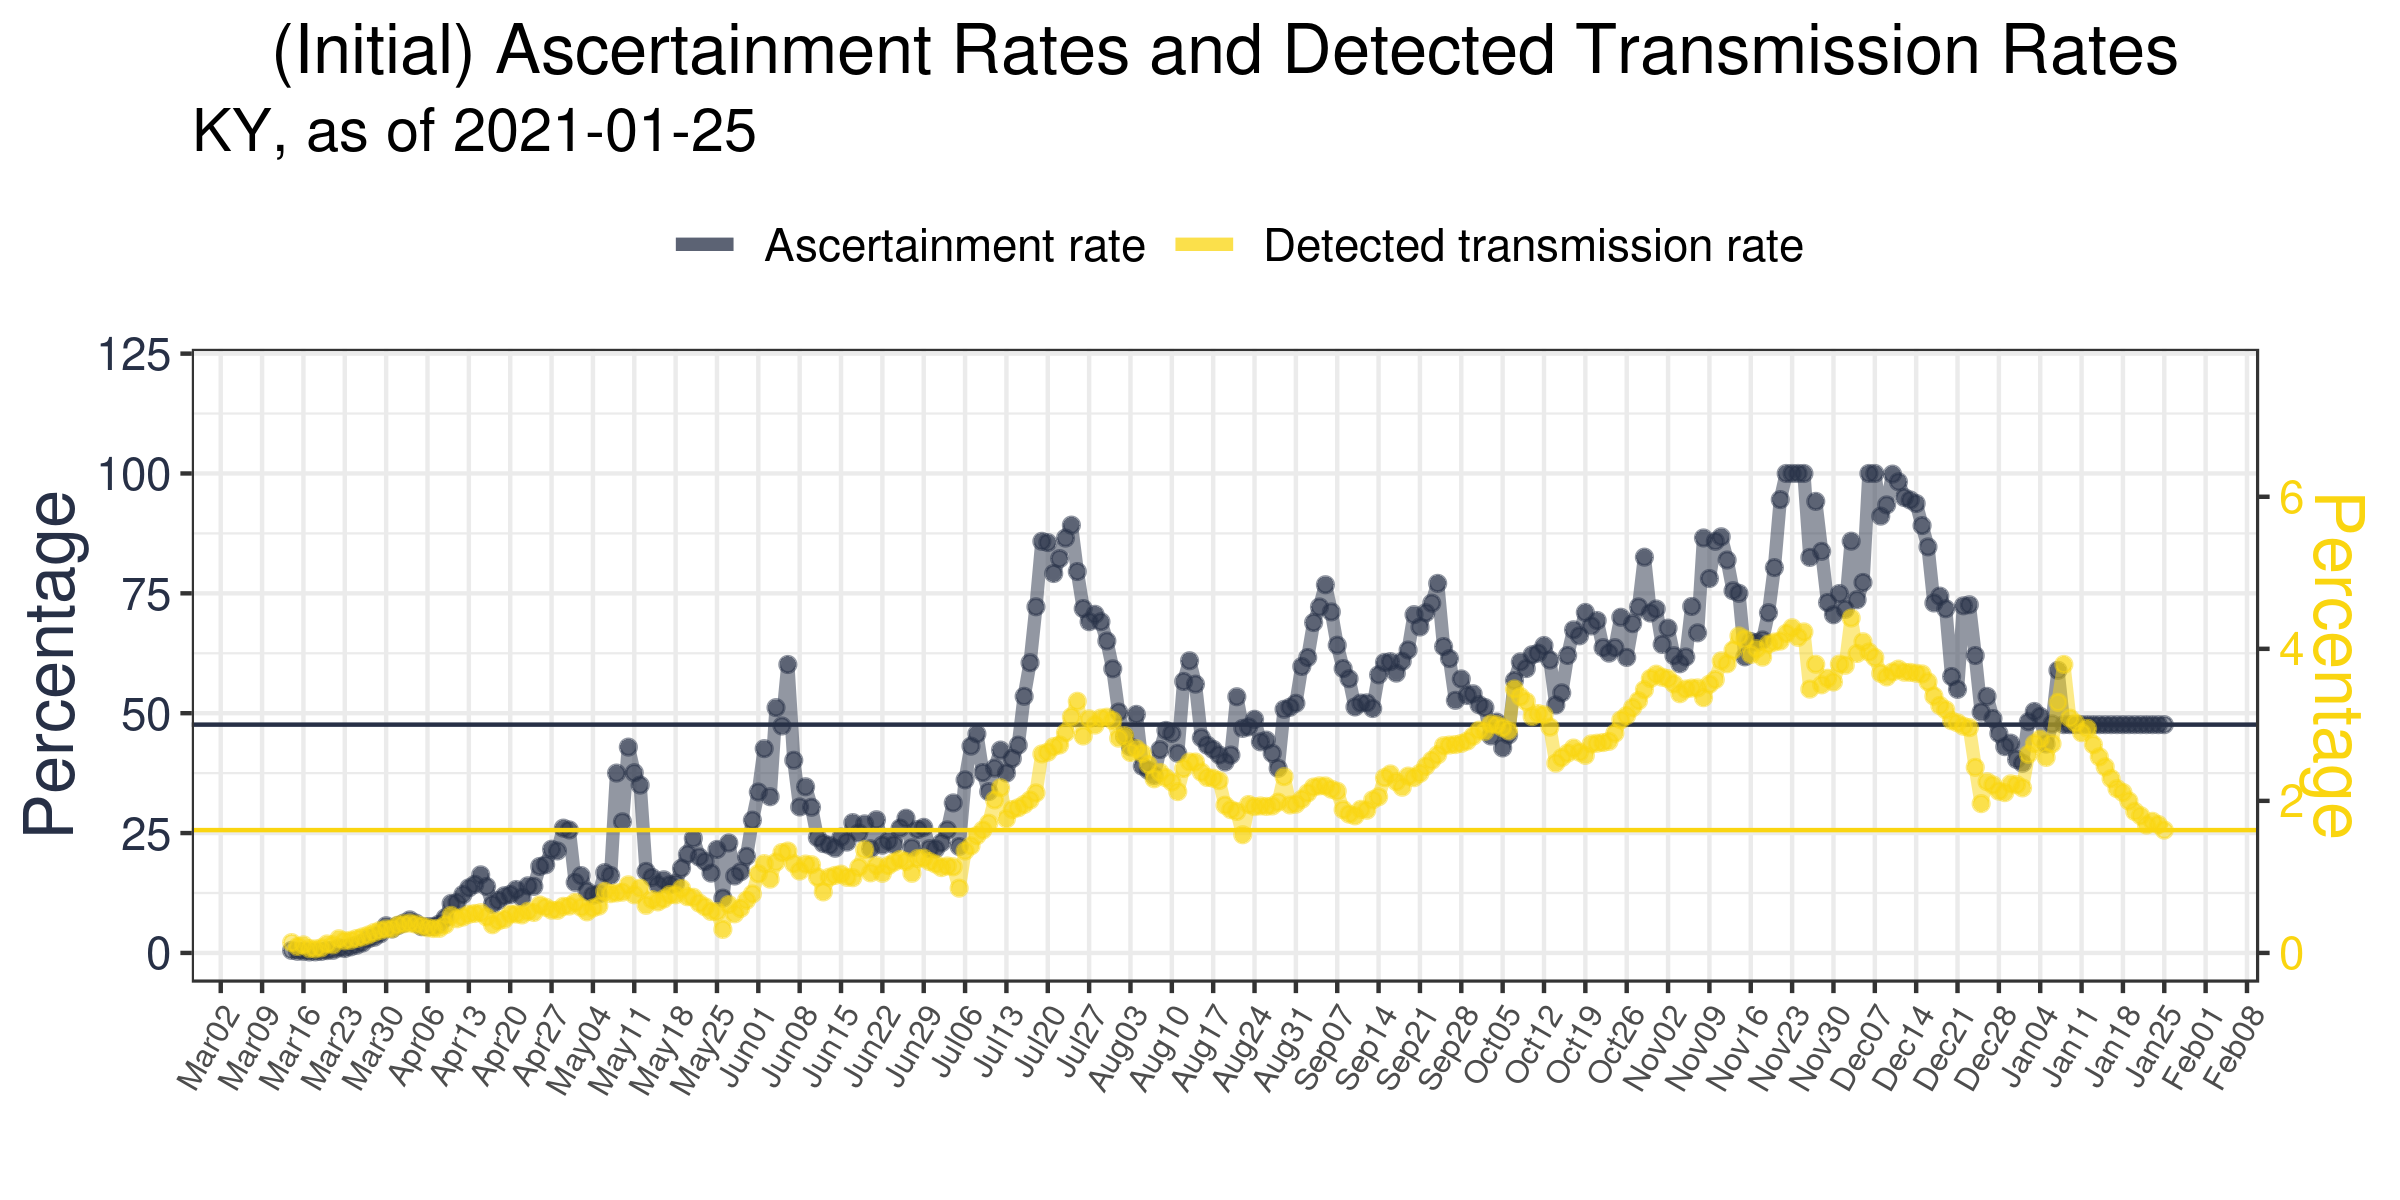 (Initial) Ascertainment Rates and Detected Transmission Rates
KY, as of 2021-01-25
Ascertainment rate
Detected transmission rate
Percentage
125
100
75
50
25
0
6
4
2
0
Percentage
Mar02
Mar09
Mar16
Mar23
Mar30
Apr06
Apr13
Apr20
Apr27
May04
May11
May18
May25
Jun01
Jun08
Jun15
Jun22
Jun29
Jul06
Jul13
Jul20
Jul27
Aug03
Aug10
Aug17
Aug24
Aug31
Sep07
Sep14
Sep21
Sep28
Oct05
Oct12
Oct19
Oct26
Nov02
Nov09
Nov16
Nov23
Nov30
Dec07
Dec14
Dec21
Dec28
Jan04
Jan11
Jan18
Jan25
Feb01
Feb08